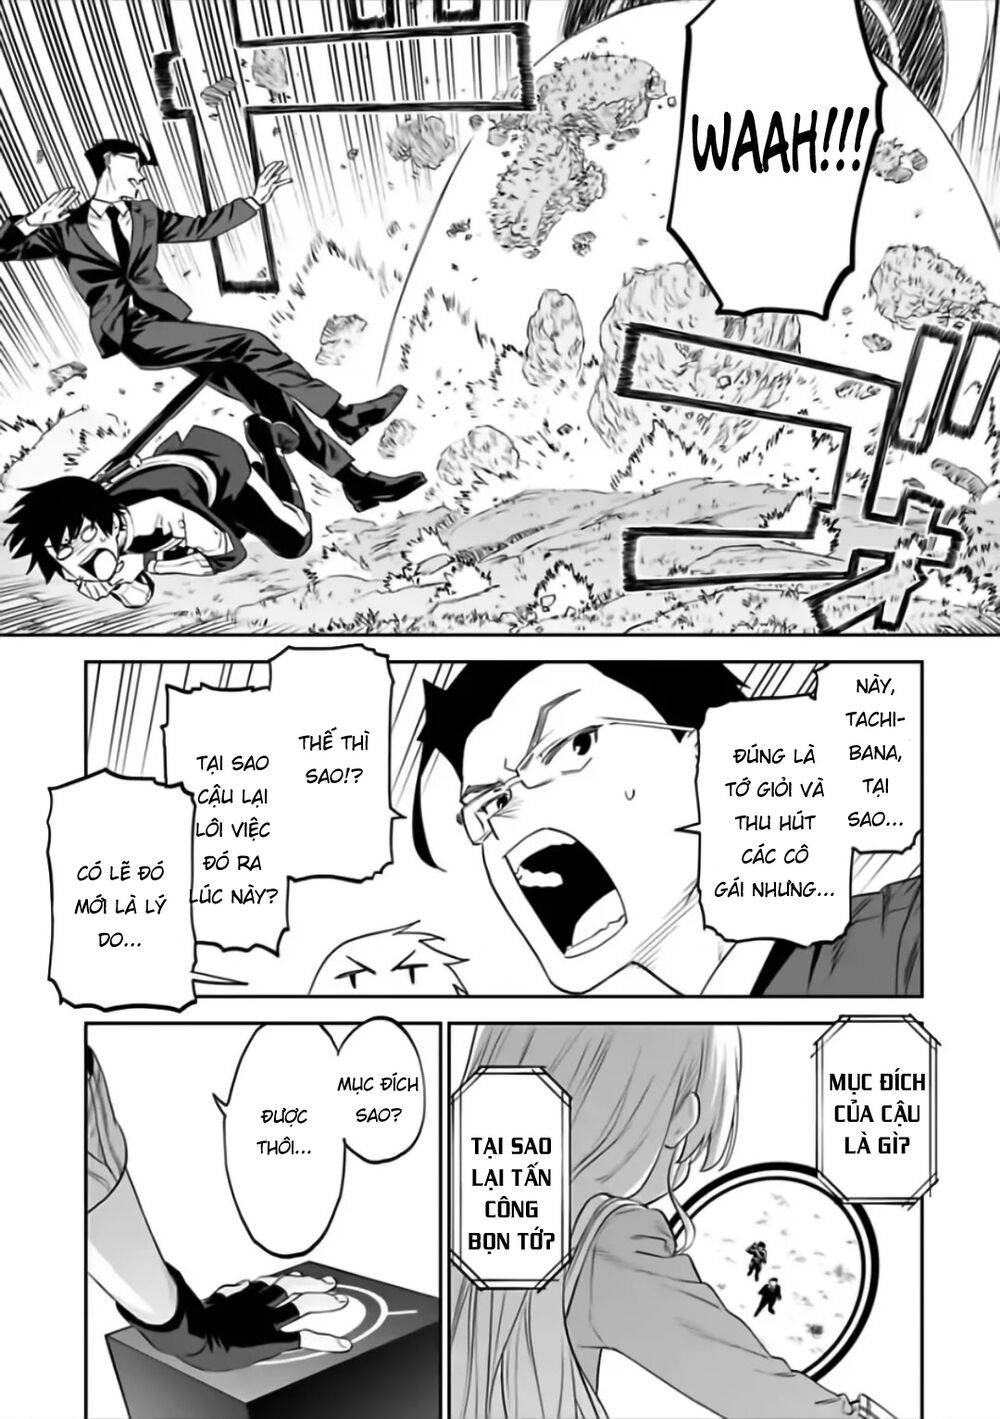 WAAH!!!
NÀY,
TACHI-
BANA,
TẠI
SAO...
ĐÚNG LÀ
TỚ GIỎI VÀ
THU HÚT
CÁC CÔ
GÁI NHƯNG...
THẾ THÌ
SAO!?
TẠI SAO
CẬU LẠI
LÔI VIỆC
ĐÓ RA
LÚC NÀY?
CÓ LẼ ĐÓ
MỚI LÀ LÝ
DO...
MỤC ĐÍCH
CỦA CẬU
LÀ GÌ?
TẠI SAO
LẠI TẤN
CÔNG
BỌN TỚ?
MỤC ĐÍCH
SAO?
ĐƯỢC
THÔI...